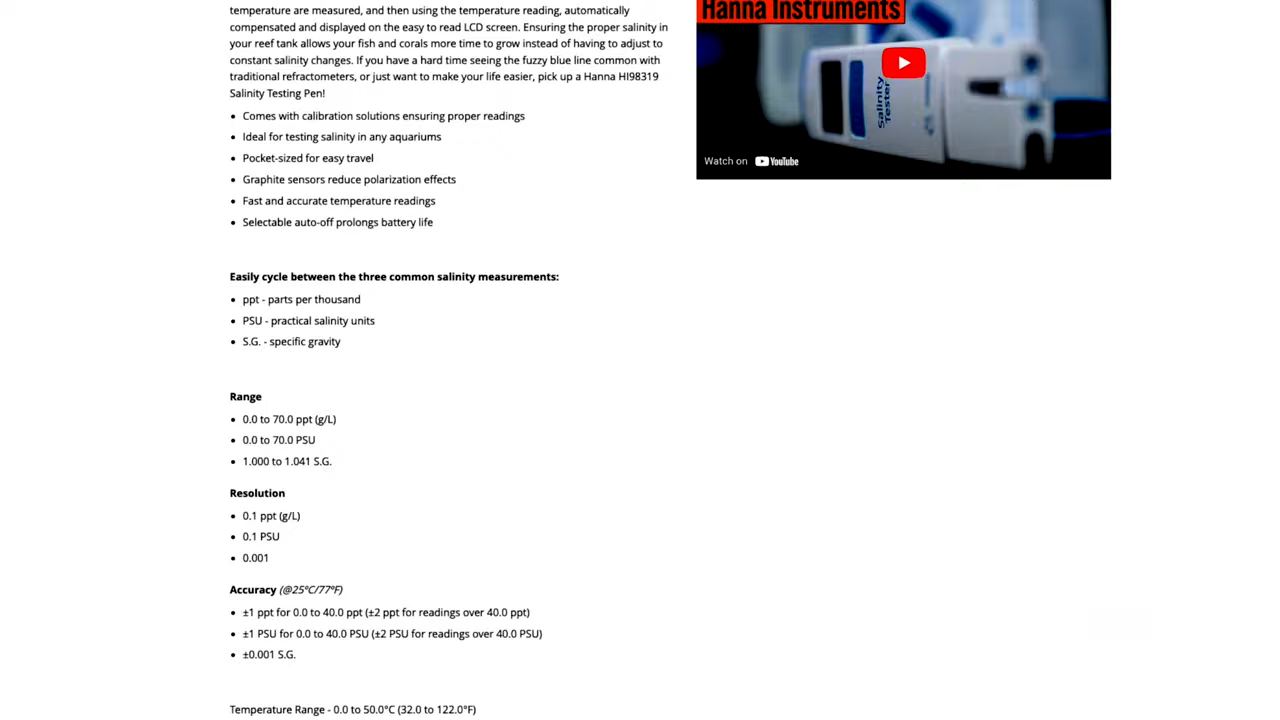 temperature are measured, and then using the temperature reading, automatically
compensated and displayed on the easy to read LCD screen. Ensuring the proper salinity in
your reef tank allows your fish and corals more time to grow instead of having to adjust to
constant salinity changes. If you have a hard time seeing the fuzzy blue line common with
traditional refractometers, or just want to make your life easier, pick up a Hanna HI98319
Salinity Testing Pen!
• Comes with calibration solutions ensuring proper readings
• Ideal for testing salinity in any aquariums
• Pocket-sized for easy travel
• Graphite sensors reduce polarization effects
• Fast and accurate temperature readings
• Selectable auto-off prolongs battery life
Easily cycle between the three common salinity measurements:
• ppt - parts per thousand
• PSU - practical salinity units
• S.G. - specific gravity
Range
• 0.0 to 70.0 ppt (g/L)
• 0.0 to 70.0 PSU
• 1.000 to 1.041 S.G.
Resolution
• 0.1 ppt (g/L)
• 0.1 PSU
• 0.001
Accuracy (@25°C/77°F)
• ±1 ppt for 0.0 to 40.0 ppt (±2 ppt for readings over 40.0 ppt)
• ±1 PSU for 0.0 to 40.0 PSU (±2 PSU for readings over 40.0 PSU)
• ±0.001 S.G.
Temperature Range - 0.0 to 50.0°C (32.0 to 122.0°F)
Hanna Instruments
Salinity
Tester
Watch on YouTube